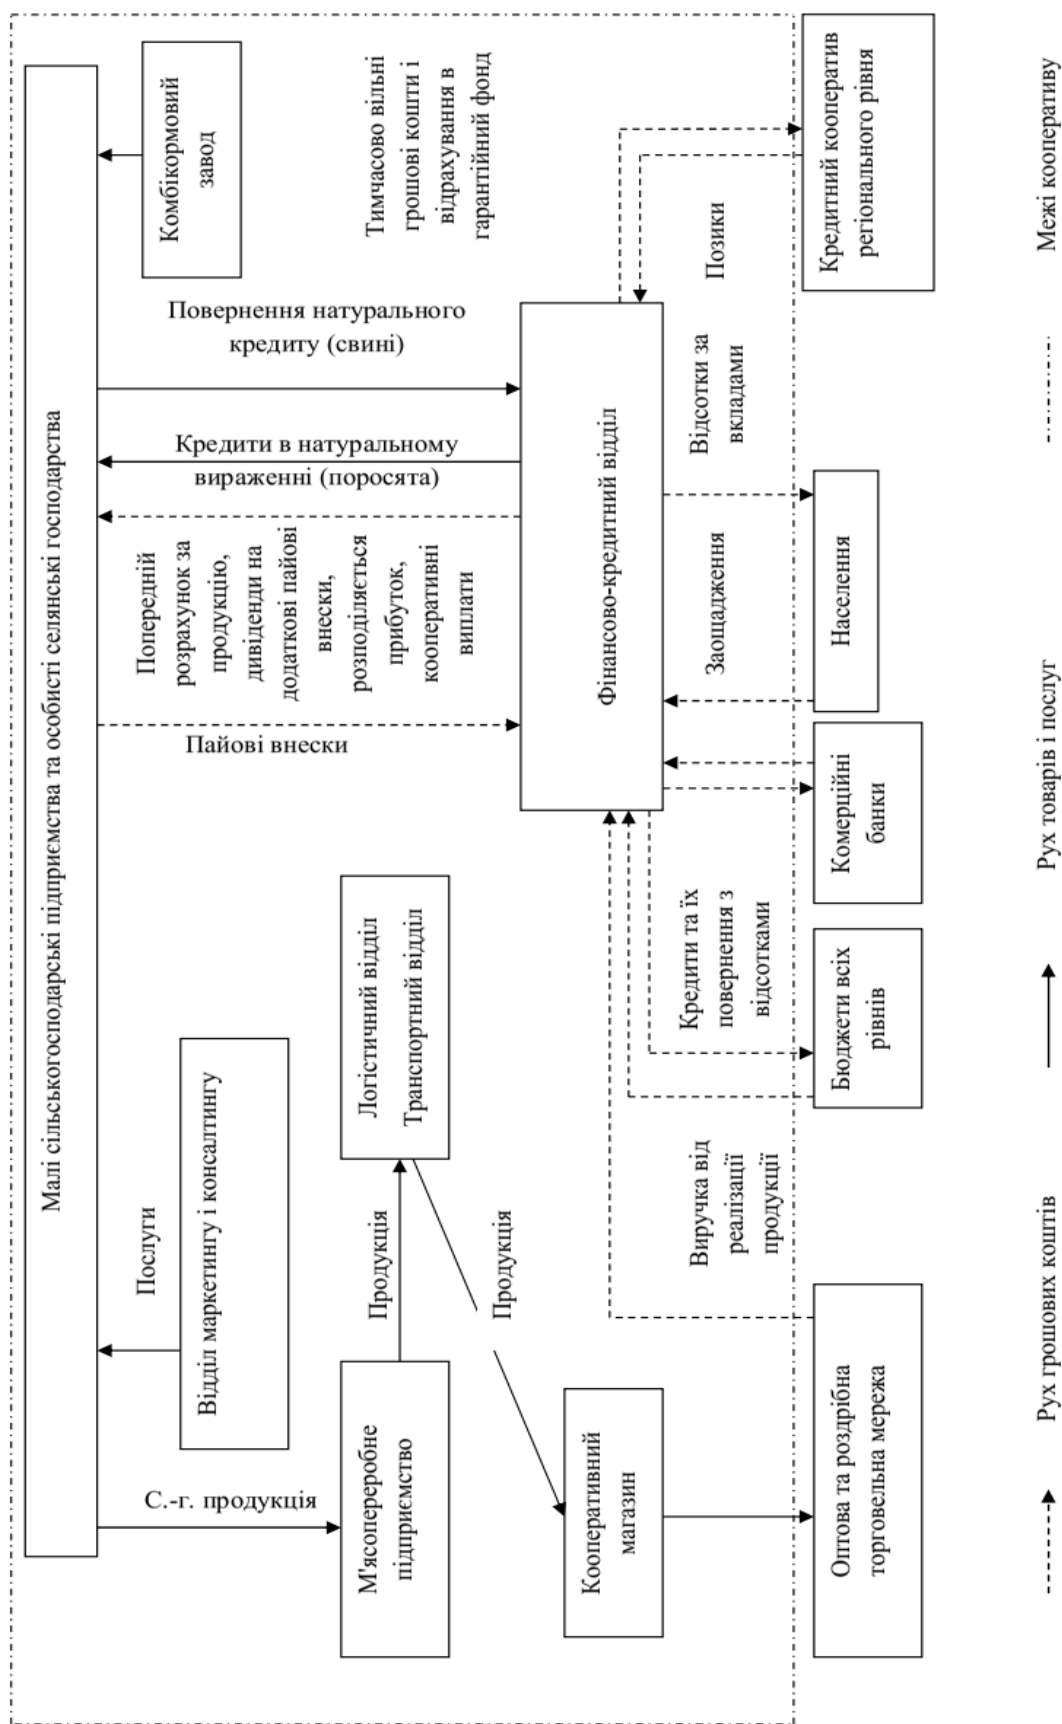 Малі сільськогосподарські підприємства та особисті селянські господарства
С.-г. продукція
Послуги
Відділ маркетингу і консалтингу
М'ясопереробне
підприємство
Продукція
Логістичний відділ
Транспортний відділ
Продукція
Кооперативний
магазин
Пайові внески
Попередній
розрахунок за
продукцію,
дивіденди на
додаткові пайові
внески,
розподіляється
прибуток,
кооперативні
виплати
Кредити в натуральному
вираженні (поросята)
Повернення натурального
кредиту (свині)
Комбікормовий
завод
Тимчасово вільні
грошові кошти і
відрахування в
гарантійний фонд
Фінансово-кредитний відділ
Виручка від
реалізації
продукції
Кредити та їх
повернення з
відсотками
Заощадження
Відсотки за
вкладами
Позики
Оптова та роздрібна
торговельна мережа
Бюджети всіх
рівнів
Комерційні
банки
Населення
Кредитний кооператив
регіонального рівня
Рух грошових коштів
Рух товарів і послуг
Межі кооперативу